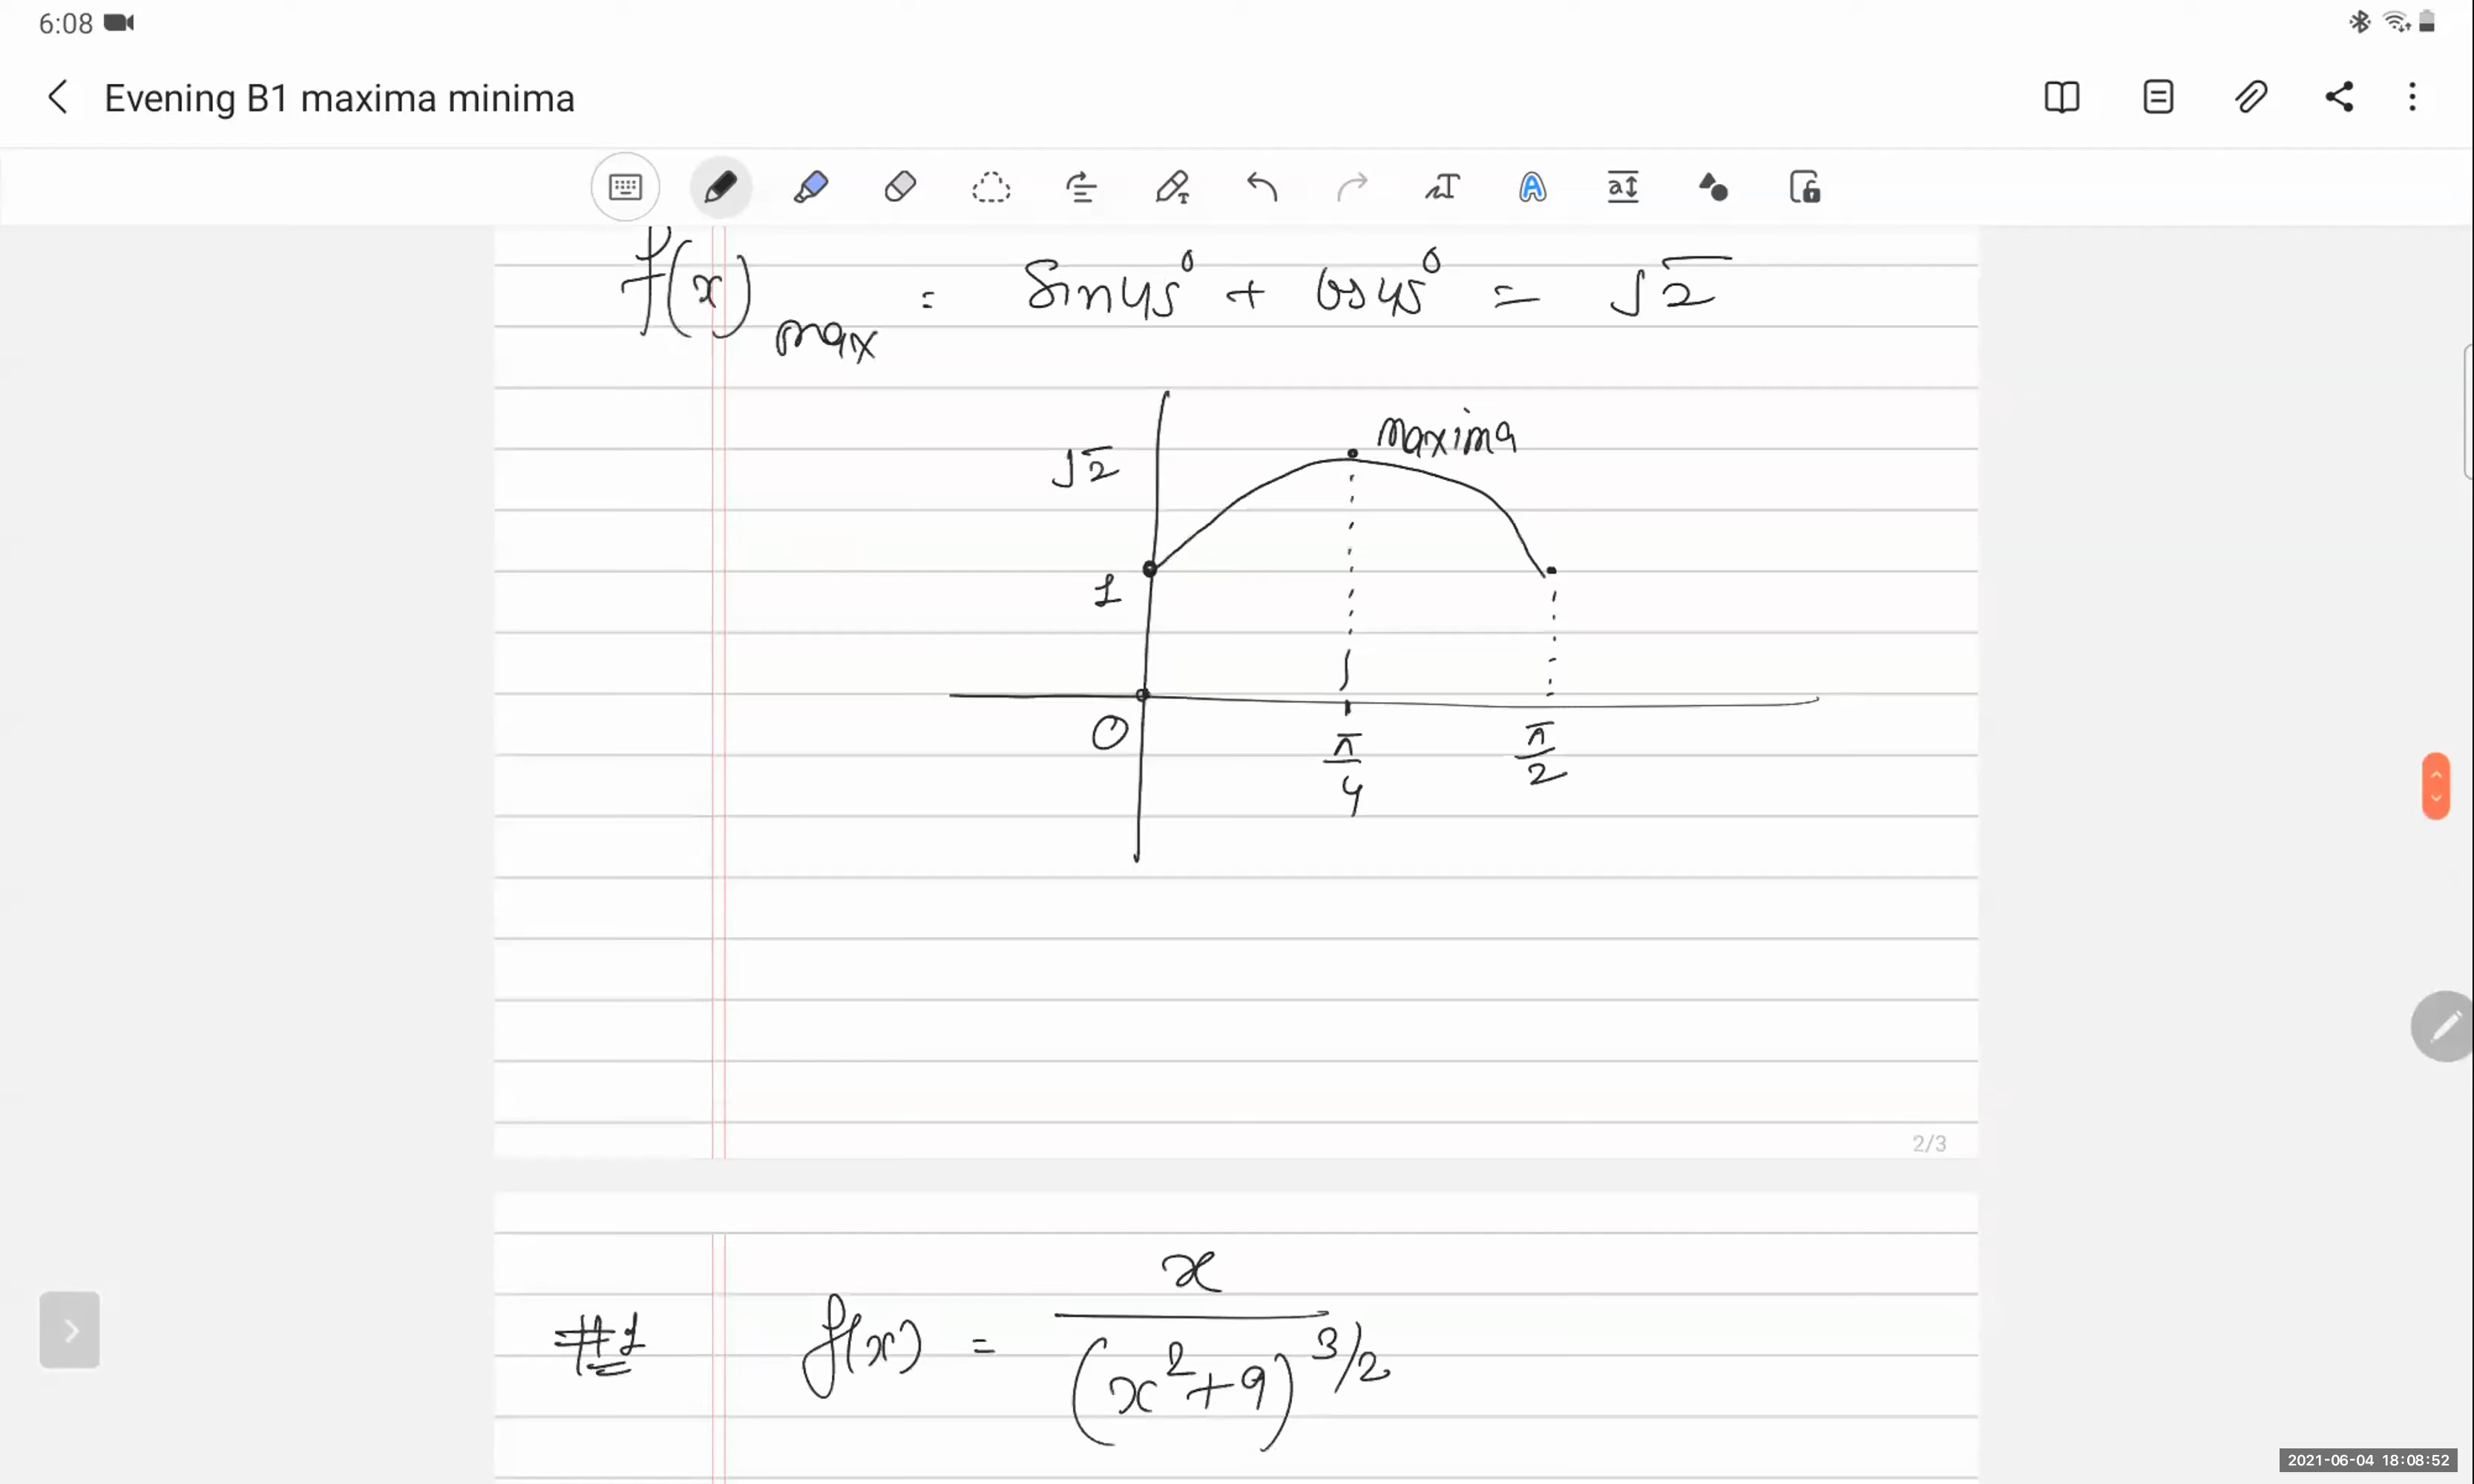 6:08
Evening B1 maxima minima
f(x) max = Sin45° + Cos45° = √2
maxima
√2
1
0
π/4
π/2
2/3
#1 f(x) = x/(x²+9)^3/2
2021-06-04 18:08:52